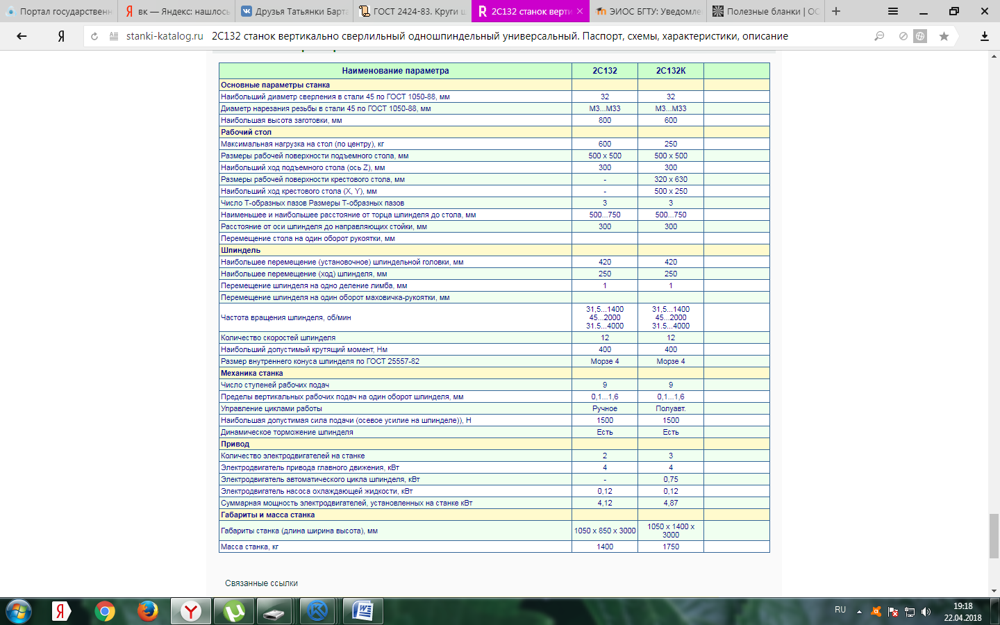 Портал государственн
вк — Яндекс: нашлось
Друзья Татьянки Барта
ГОСТ 2424-83. Круги ш
2С132 станок верти
ЭИОС БГТУ: Уведомле
Полезные бланки | ОС
stanki-katalog.ru 2С132 станок вертикально сверлильный одношпиндельный универсальный. Паспорт, схемы, характеристики, описание
Наименование параметра 2С132 2С132К
Основные параметры станка
Наибольший диаметр сверления в стали 45 по ГОСТ 1050-88, мм 32 32
Диаметр нарезания резьбы в стали 45 по ГОСТ 1050-88, мм М3...М33 М3...М33
Наибольшая высота заготовки, мм 800 600
Рабочий стол
Максимальная нагрузка на стол (по центру), кг 600 250
Размеры рабочей поверхности подъемного стола, мм 500 х 500 500 х 500
Наибольший ход подъемного стола (ось Z), мм 300 300
Размеры рабочей поверхности крестового стола, мм - 320 х 630
Наибольший ход крестового стола (X, Y), мм - 500 х 250
Число Т-образных пазов Размеры Т-образных пазов 3 3
Наименьшее и наибольшее расстояние от торца шпинделя до стола, мм 500...750 500...750
Расстояние от оси шпинделя до направляющих стойки, мм 300 300
Перемещение стола на один оборот рукоятки, мм
Шпиндель
Наибольшее перемещение (установочное) шпиндельной головки, мм 420 420
Наибольшее перемещение (ход) шпинделя, мм 250 250
Перемещение шпинделя на одно деление лимба, мм 1 1
Перемещение шпинделя на один оборот маховичка-рукоятки, мм
31,5...1400 31,5...1400
Частота вращения шпинделя, об/мин 45...2000 45...2000
31.5...4000 31.5...4000
Количество скоростей шпинделя 12 12
Наибольший допустимый крутящий момент, Нм 400 400
Размер внутреннего конуса шпинделя по ГОСТ 25557-82 Морзе 4 Морзе 4
Механика станка
Число ступеней рабочих подач 9 9
Пределы вертикальных рабочих подач на один оборот шпинделя, мм 0,1...1,6 0,1...1,6
Управление циклами работы Ручное Полуавт.
Наибольшая допустимая сила подачи (осевое усилие на шпинделе)), Н 1500 1500
Динамическое торможение шпинделя Есть Есть
Привод
Количество электродвигателей на станке 2 3
Электродвигатель привода главного движения, кВт 4 4
Электродвигатель автоматического цикла шпинделя, кВт - 0,75
Электродвигатель насоса охлаждающей жидкости, кВт 0,12 0,12
Суммарная мощность электродвигателей, установленных на станке кВт 4,12 4,87
Габариты и масса станка
Габариты станка (длина ширина высота), мм 1050 х 850 х 3000 1050 х 1400 х
3000
Масса станка, кг 1400 1750
Связанные ссылки
RU
19:18
22.04.2018